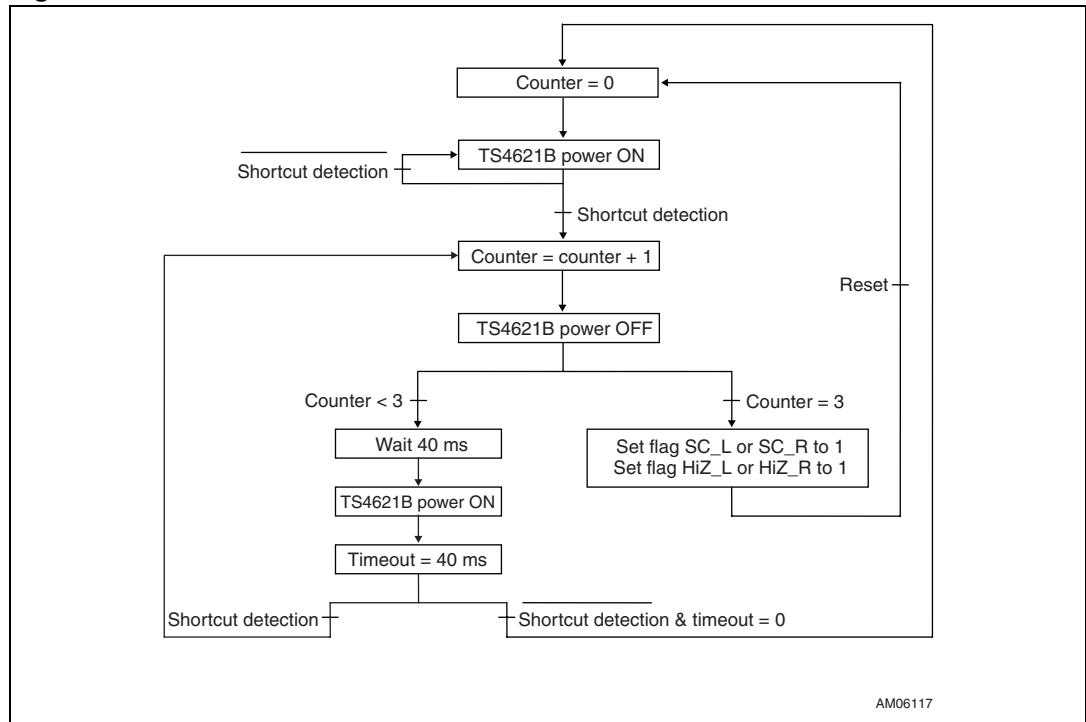 Counter = 0
TS4621B power ON
Shortcut detection
Shortcut detection
Counter = counter + 1
Reset
TS4621B power OFF
Counter < 3
Counter = 3
Wait 40 ms
Set flag SC_L or SC_R to 1
Set flag HiZ_L or HiZ_R to 1
TS4621B power ON
Timeout = 40 ms
Shortcut detection
Shortcut detection & timeout = 0
AM06117